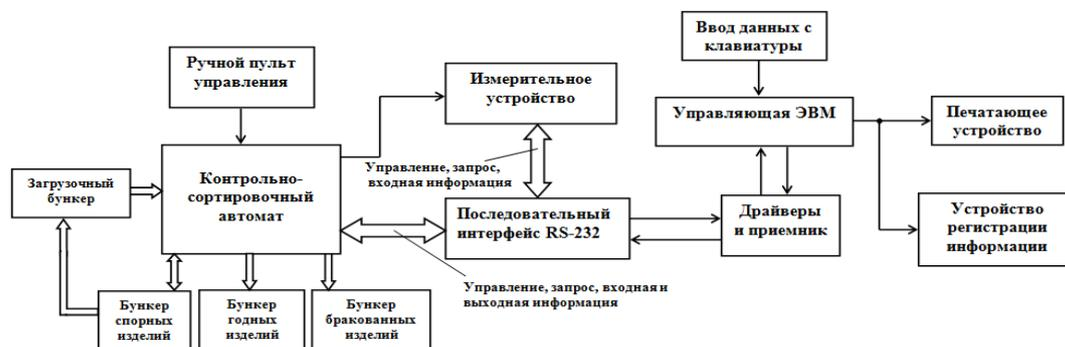 Ввод данных с
клавиатуры
Ручной пульт
управления
Измерительное
устройство
Управляющая ЭВМ
Печатающее
устройство
Управление, запрос,
входная информация
Загрузочный
бункер
Контрольно-
сортировочный
автомат
Последовательный
интерфейс RS-232
Драйверы
и приемник
Устройство
регистрации
информации
Управление, запрос, входная и
выходная информация
Бункер
спорных
изделий
Бункер
годных
изделий
Бункер
бракованных
изделий